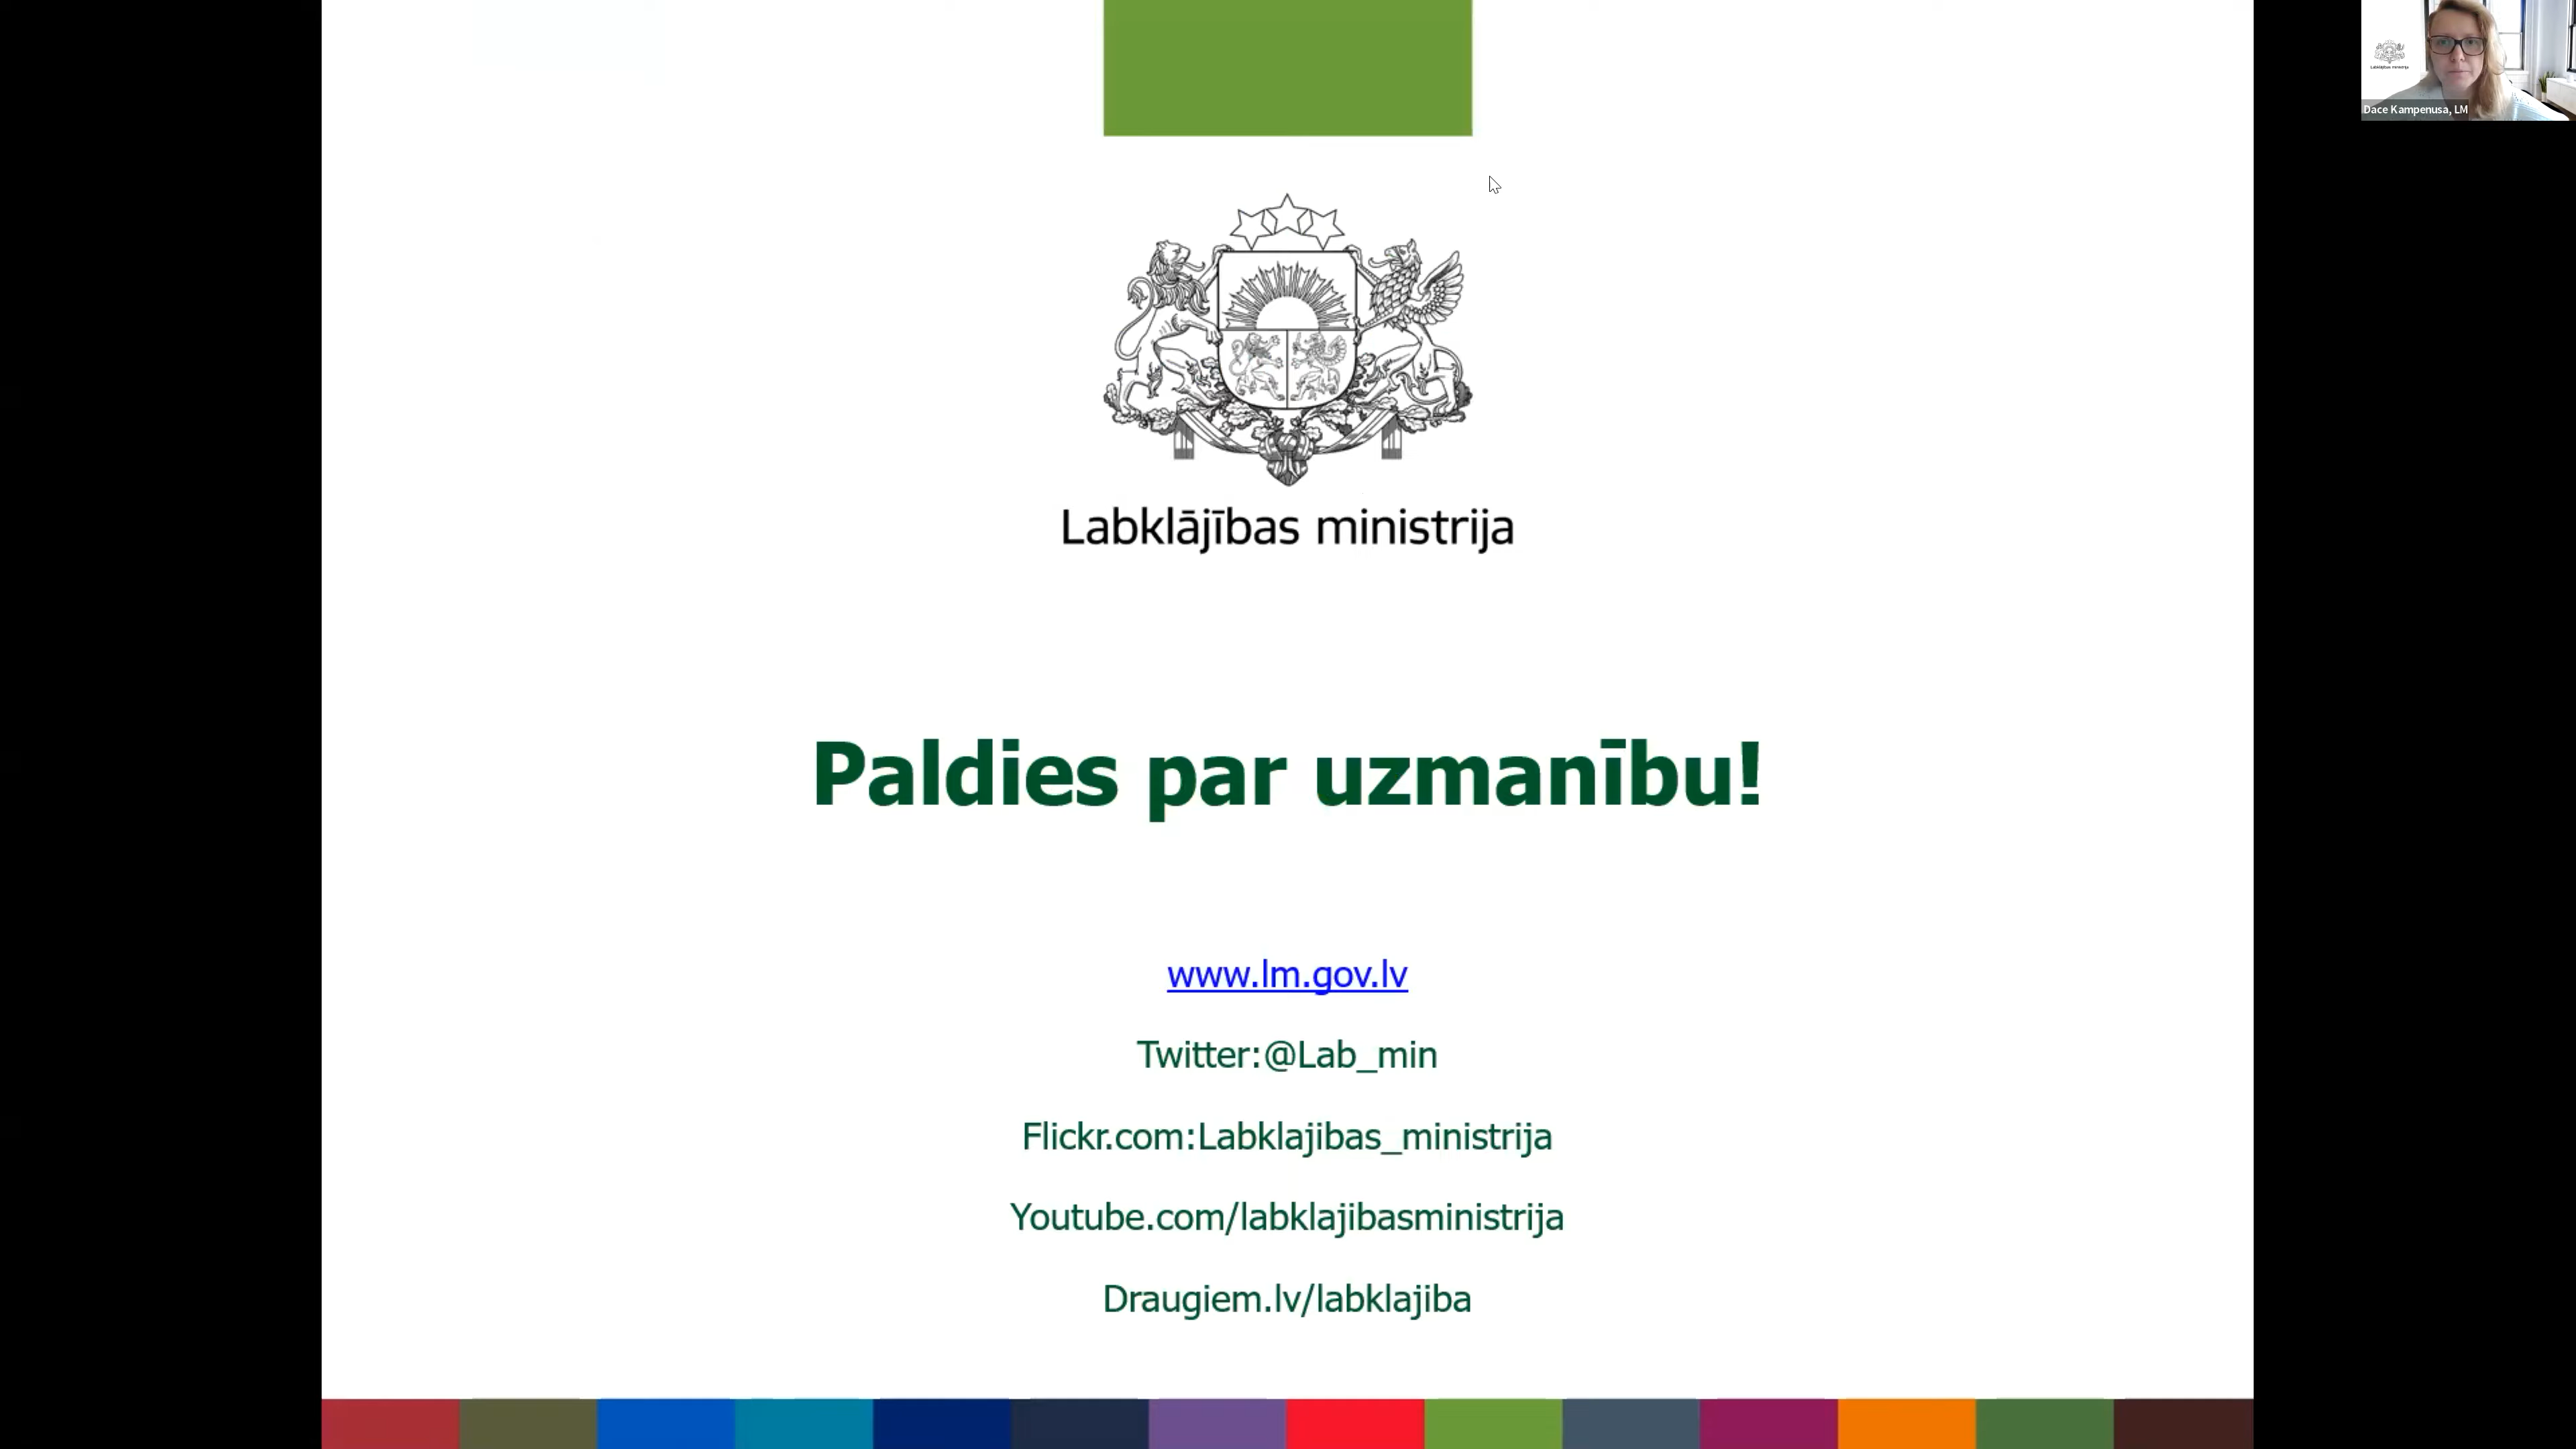 Dace Kampenusa, LM
Labklājības ministrija
Paldies par uzmanību!
www.lm.gov.lv
Twitter:@Lab_min
Flickr.com:Labklajibas_ministrija
Youtube.com/labklajibasministrija
Draugiem.lv/labklajiba